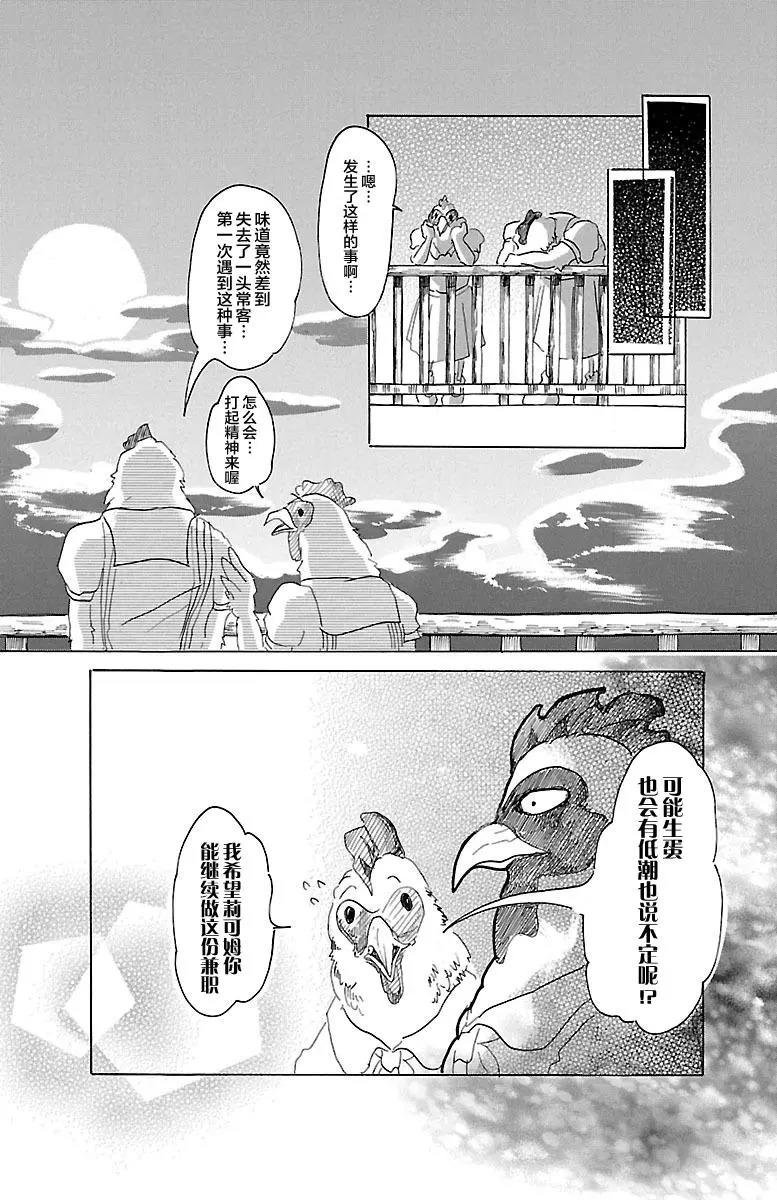 …嗯…
发生了这样的事啊…
味道竟然差到
失去了一头常客…
第一次遇到这种事…
怎么会…
打起精神来喔
可能生蛋
也会有低潮也说不定呢!?
我希望莉可姆你
能继续做这份兼职